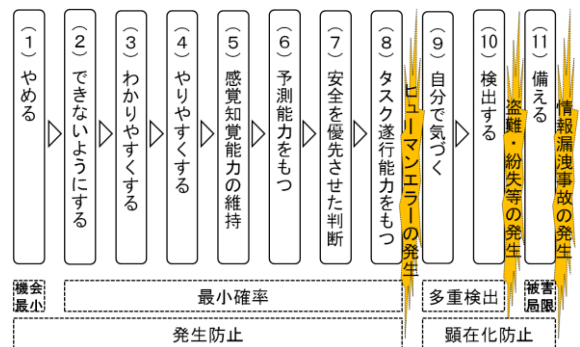 (1)やめる
(2)できないようにする
(3)わかりやすくする
(4)やりやすくする
(5)感覚知覚能力の維持
(6)予測能力をもつ
(7)安全を優先させた判断
(8)タスク遂行能力をもつ
ヒューマンエラーの発生
(9)自分で気づく
(10)検出する
盗難・紛失等の発生
(11)備える
情報漏洩事故の発生
機会
最小
最小確率
多重検出
被害
局限
発生防止
顕在化防止